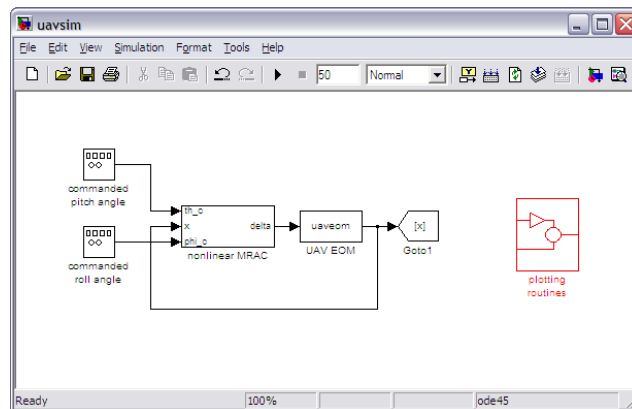 uavsim
File Edit View Simulation Format Tools Help
50 Normal
commanded
pitch angle
commanded
roll angle
th_c
x
phi_c
delta
nonlinear MRAC
uaveom
UAV EOM
[x]
Goto1
plotting
routines
Ready 100% ode45